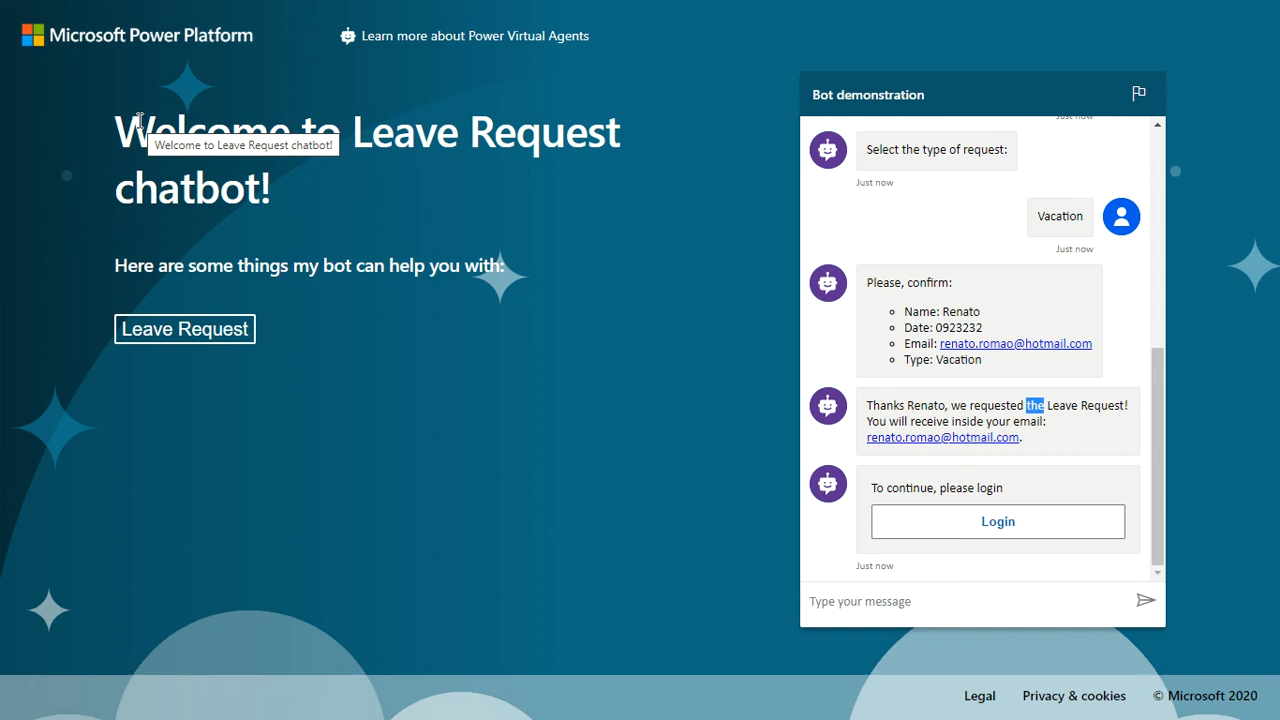 Microsoft Power Platform
Learn more about Power Virtual Agents
Welcome to Leave Request
Welcome to Leave Request chatbot!
chatbot!
Here are some things my bot can help you with:
Leave Request
Bot demonstration
Just now
Select the type of request:
Just now
Vacation
Just now
Please, confirm:
Name: Renato
Date: 0923232
Email: renato.romao@hotmail.com
Type: Vacation
Thanks Renato, we requested the Leave Request!
You will receive inside your email:
renato.romao@hotmail.com.
To continue, please login
Login
Just now
Type your message
Legal
Privacy & cookies
© Microsoft 2020